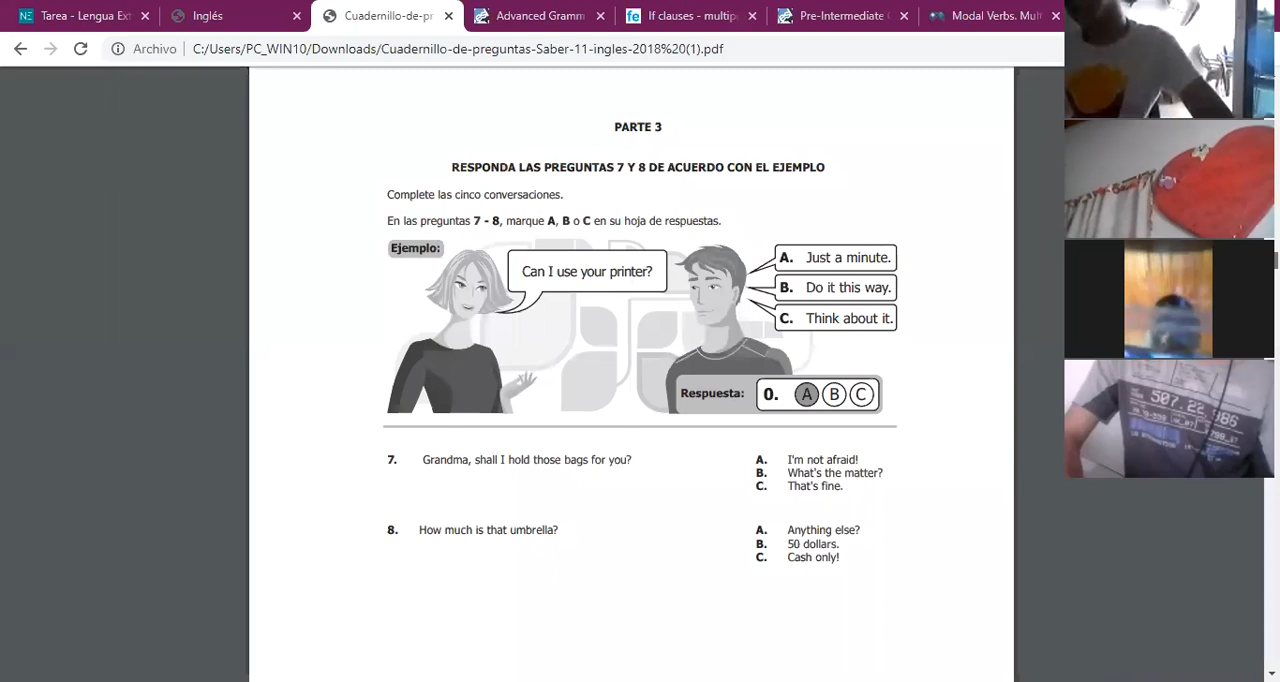 Tarea - Lengua Ext
Inglés
Cuadernillo-de-pr
Advanced Gramm
If clauses - multip
Pre-Intermediate
Modal Verbs. Mult
Archivo
C:/Users/PC_WIN10/Downloads/Cuadernillo-de-preguntas-Saber-11-ingles-2018%20(1).pdf
PARTE 3
RESPONDA LAS PREGUNTAS 7 Y 8 DE ACUERDO CON EL EJEMPLO
Complete las cinco conversaciones.
En las preguntas 7 - 8, marque A, B o C en su hoja de respuestas.
Ejemplo:
Can I use your printer?
A. Just a minute.
B. Do it this way.
C. Think about it.
Respuesta: 0. A B C
7. Grandma, shall I hold those bags for you?
A. I'm not afraid!
B. What's the matter?
C. That's fine.
8. How much is that umbrella?
A. Anything else?
B. 50 dollars.
C. Cash only!
507.22.986